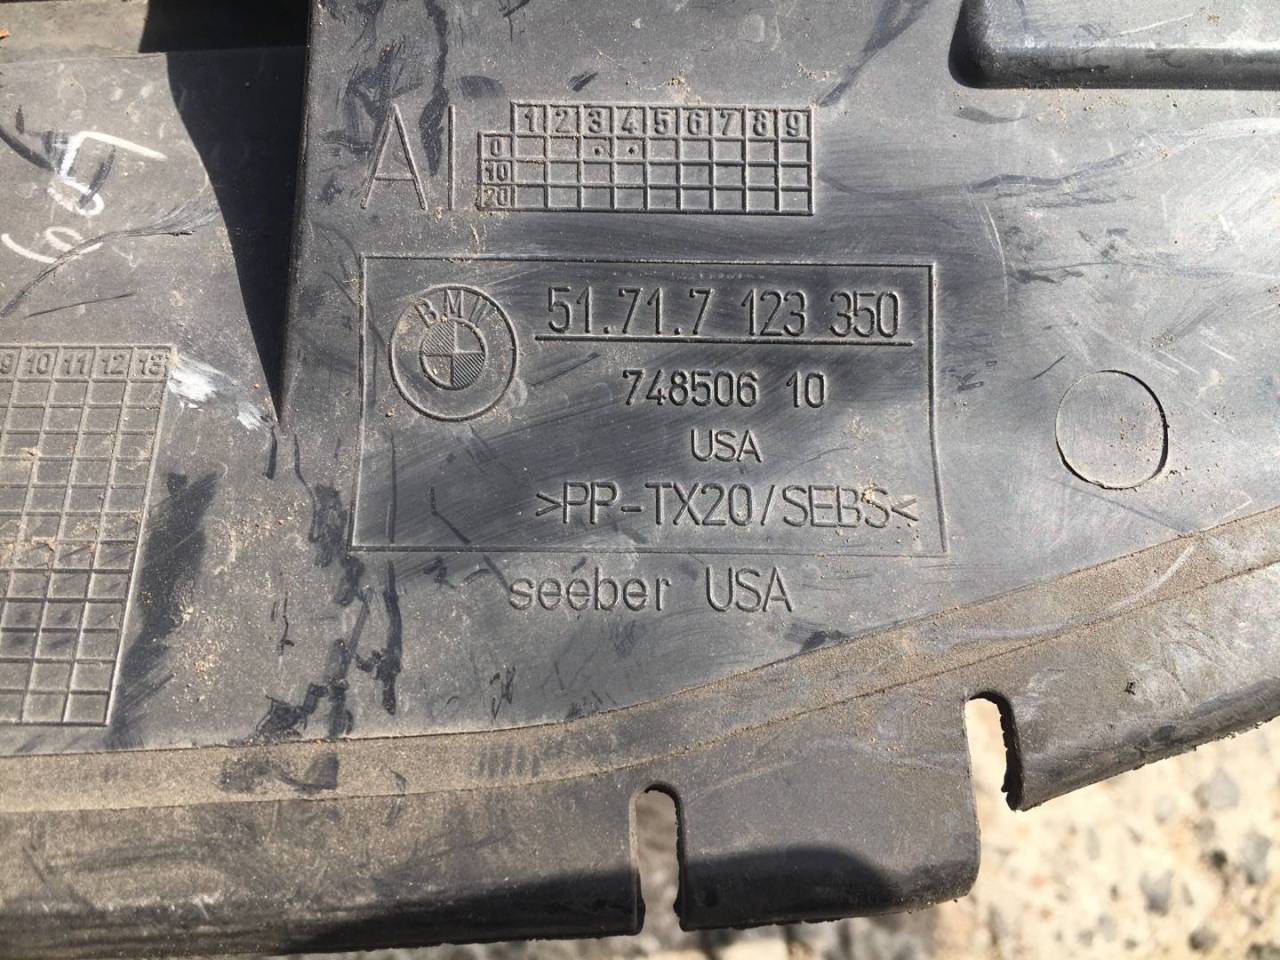 AI
1 2 3 4 5 6 7 8 9
0
10
20
BMW
51.71.7 123 350
748506 10
USA
>PP-TX20/SEBS<
seeber USA
9 10 11 12 13